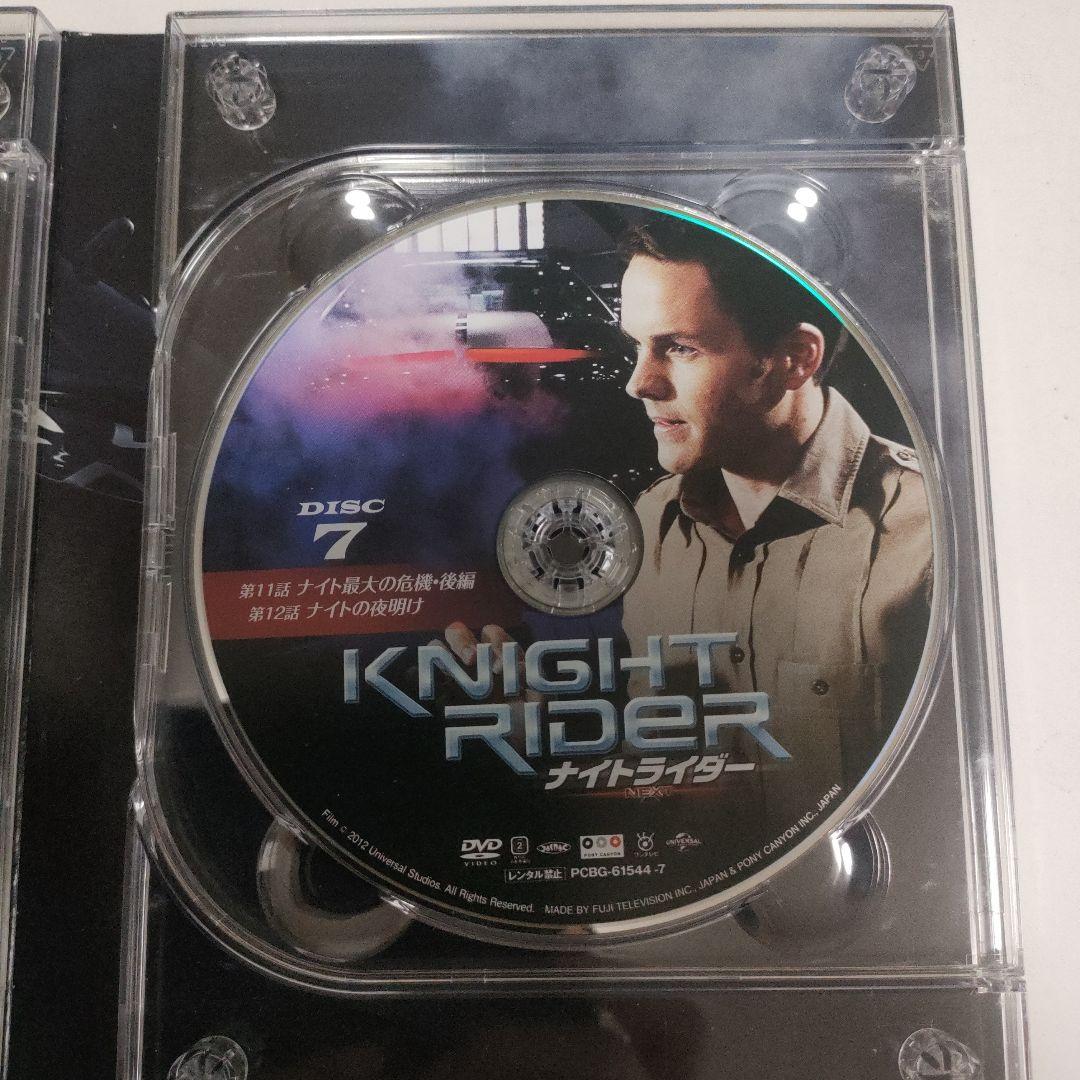 DISC
7
第11話 ナイト最大の危機・後編
第12話 ナイトの夜明け
KNIGHT
RIDER
ナイトライダー
NEXT
DVD
VIDEO
2
PONY CANYON
UNIVERSAL
レンタル禁止 PCBG-61544 -7
Film © 2012 Universal Studios. All Rights Reserved. MADE BY FUJI TELEVISION INC., JAPAN & PONY CANYON INC., JAPAN